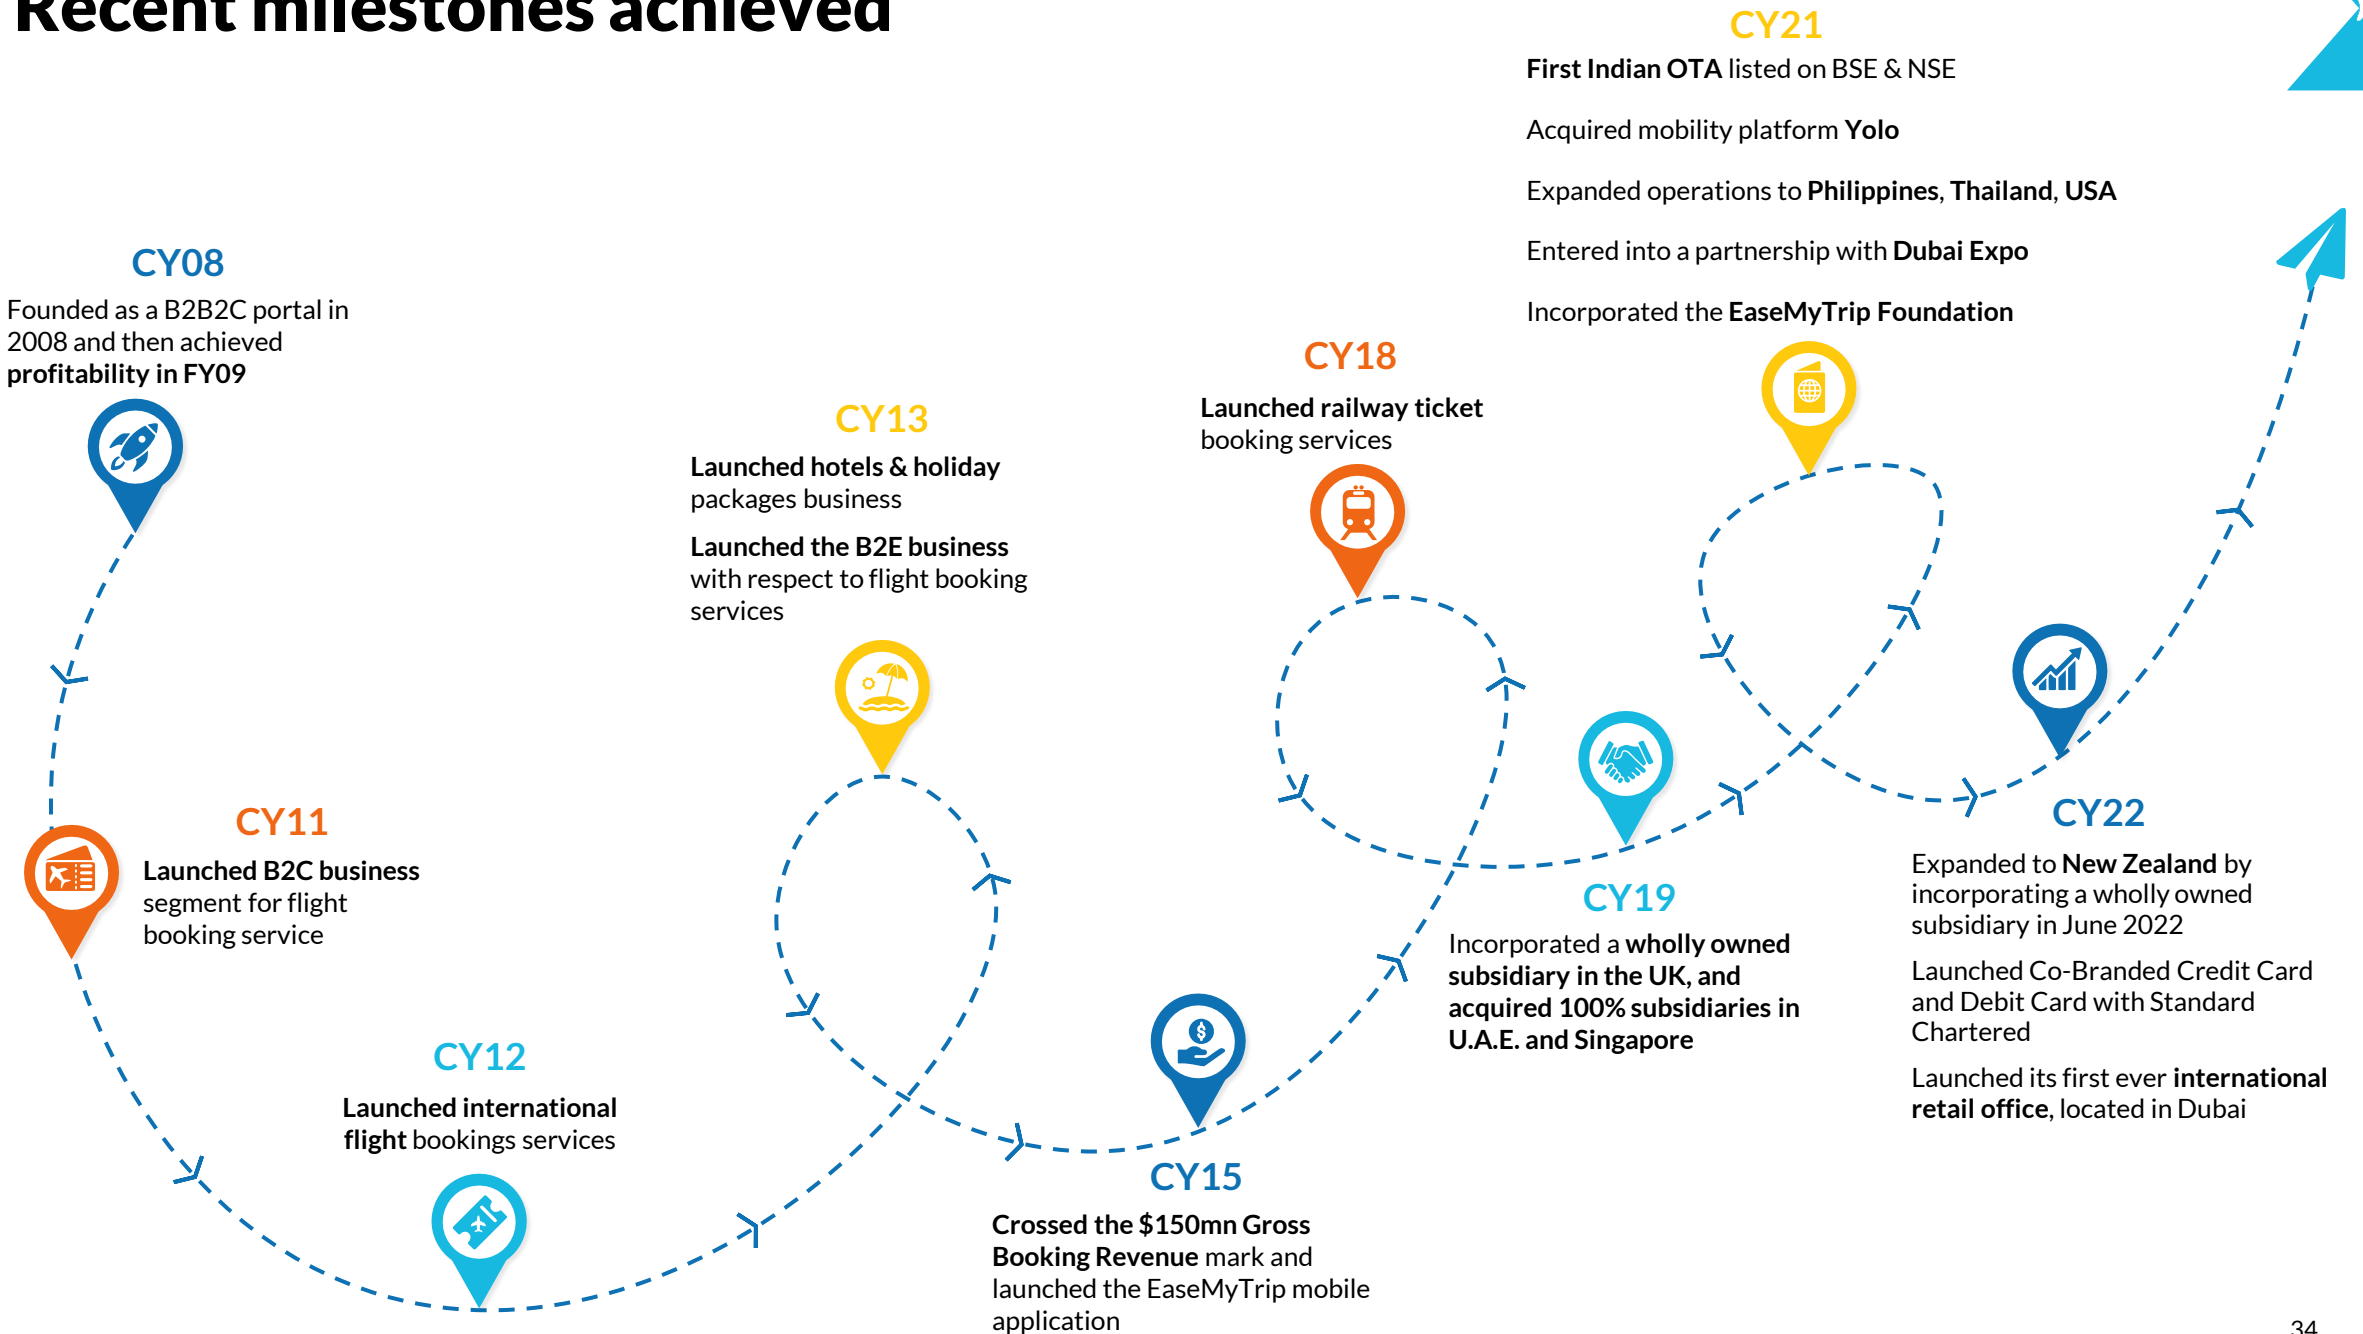 Recent milestones achieved
CY08
Founded as a B2B2C portal in
2008 and then achieved
profitability in FY09
CY11
Launched B2C business
segment for flight
booking service
CY12
Launched international
flight bookings services
CY13
Launched hotels & holiday
packages business
Launched the B2E business
with respect to flight booking
services
CY15
Crossed the $150mn Gross
Booking Revenue mark and
launched the EaseMyTrip mobile
application
CY18
Launched railway ticket
booking services
CY19
Incorporated a wholly owned
subsidiary in the UK, and
acquired 100% subsidiaries in
U.A.E. and Singapore
CY21
First Indian OTA listed on BSE & NSE
Acquired mobility platform Yolo
Expanded operations to Philippines, Thailand, USA
Entered into a partnership with Dubai Expo
Incorporated the EaseMyTrip Foundation
CY22
Expanded to New Zealand by
incorporating a wholly owned
subsidiary in June 2022
Launched Co-Branded Credit Card
and Debit Card with Standard
Chartered
Launched its first ever international
retail office, located in Dubai
34